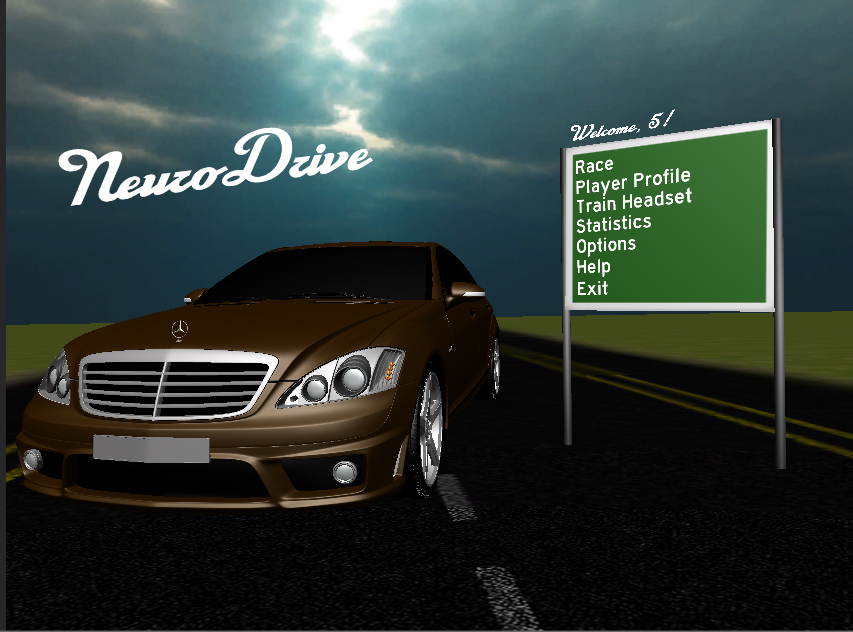 NeuroDrive
Welcome, 5!
Race
Player Profile
Train Headset
Statistics
Options
Help
Exit